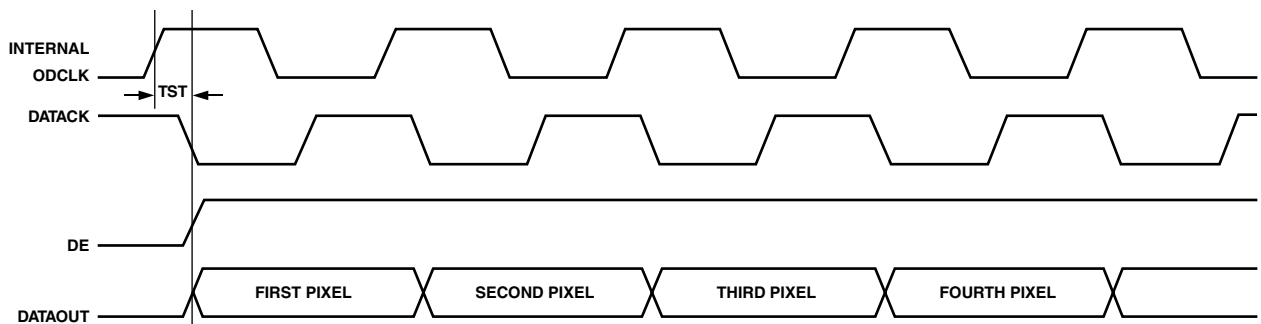 INTERNAL
ODCLK
TST
DATACK
DE
FIRST PIXEL
SECOND PIXEL
THIRD PIXEL
FOURTH PIXEL
DATAOUT